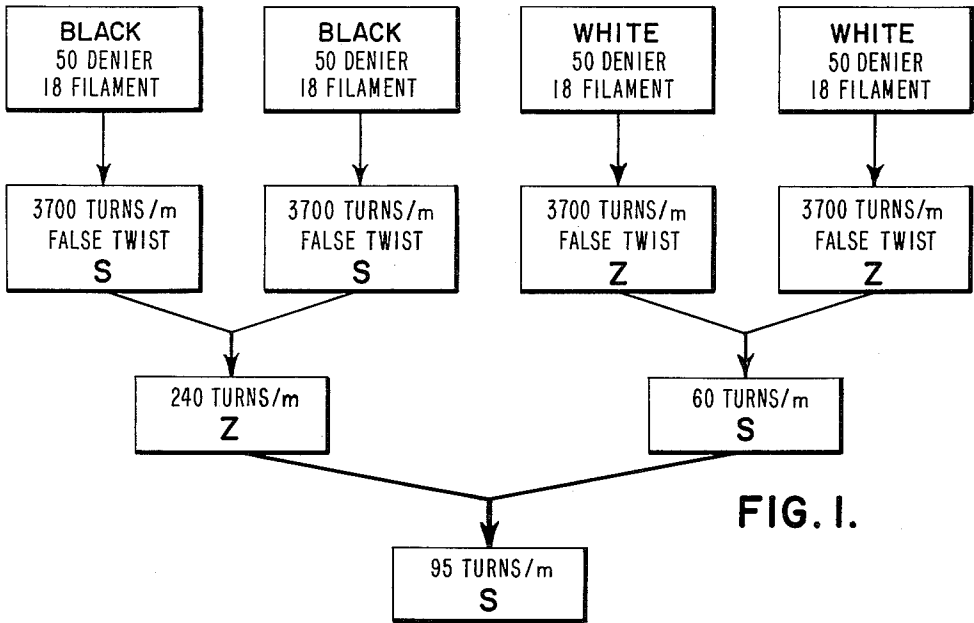 BLACK
50 DENIER
18 FILAMENT
BLACK
50 DENIER
18 FILAMENT
WHITE
50 DENIER
18 FILAMENT
WHITE
50 DENIER
18 FILAMENT
3700 TURNS/m
FALSE TWIST
S
3700 TURNS/m
FALSE TWIST
S
3700 TURNS/m
FALSE TWIST
Z
3700 TURNS/m
FALSE TWIST
Z
240 TURNS/m
Z
60 TURNS/m
S
FIG. 1.
95 TURNS/m
S